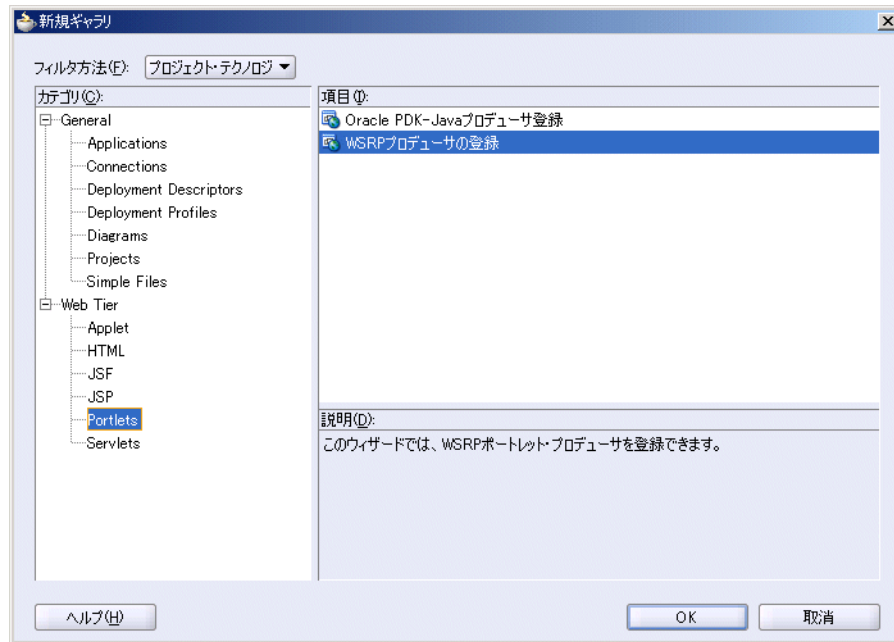 新規ギャラリ
フィルタ方法(F): プロジェクト・テクノロジ
カテゴリ(C):
General
Applications
Connections
Deployment Descriptors
Deployment Profiles
Diagrams
Projects
Simple Files
Web Tier
Applet
HTML
JSF
JSP
Portlets
Servlets
項目(I):
Oracle PDK-Javaプロデューサ登録
WSRPプロデューサの登録
説明(D):
このウィザードでは、WSRPポートレット・プロデューサを登録できます。
ヘルプ(H) OK 取消